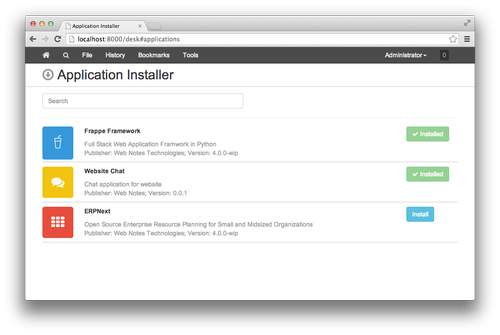 Application Installer
localhost:8000/desk#applications
File History Bookmarks Tools Administrator 0
Application Installer
Search
Frappe Framework
Full Stack Web Application Framwork in Python
Publisher: Web Notes Technologies; Version: 4.0.0-wip
Installed
Website Chat
Chat application for website
Publisher: Web Notes; Version: 0.0.1
Installed
ERPNext
Open Source Enterprise Resource Planning for Small and Midsized Organizations
Publisher: Web Notes Technologies; Version: 4.0.0-wip
Install